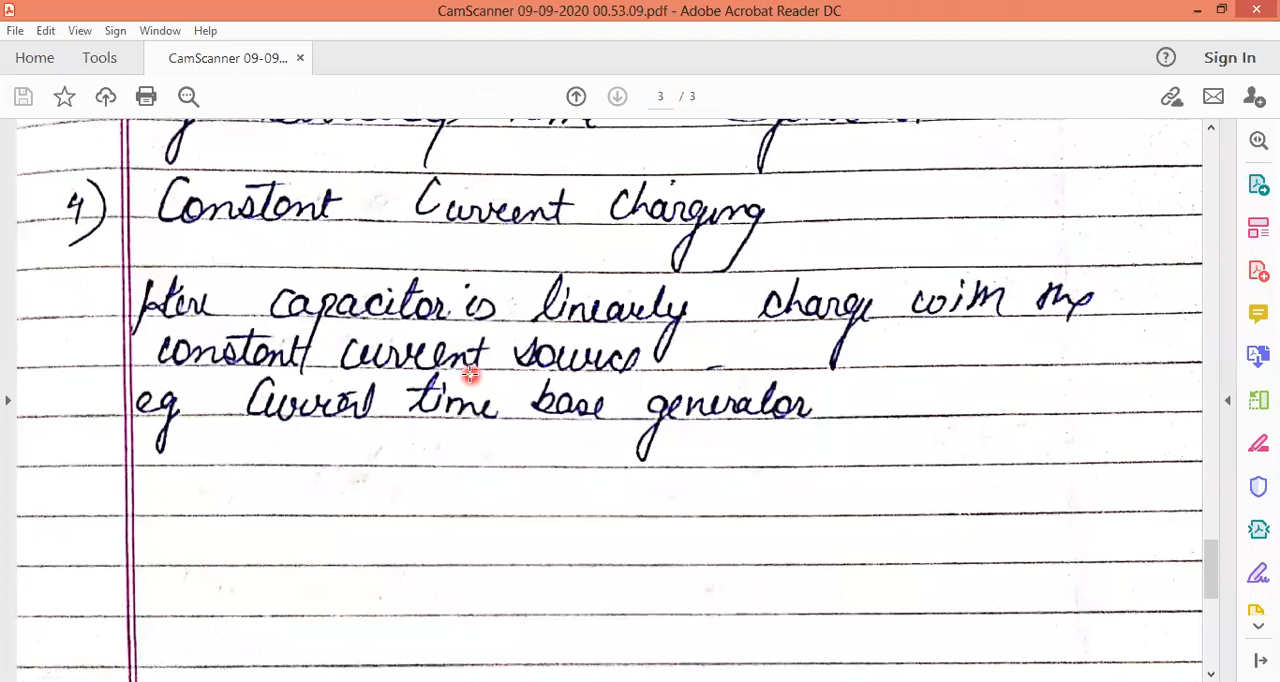 CamScanner 09-09-2020 00.53.09.pdf - Adobe Acrobat Reader DC
File Edit View Sign Window Help
Home Tools CamScanner 09-09... × Sign In
3 / 3
4) Constant Current Charging
Here capacitor is linearly charge with the
constant current source
eg Current time base generator